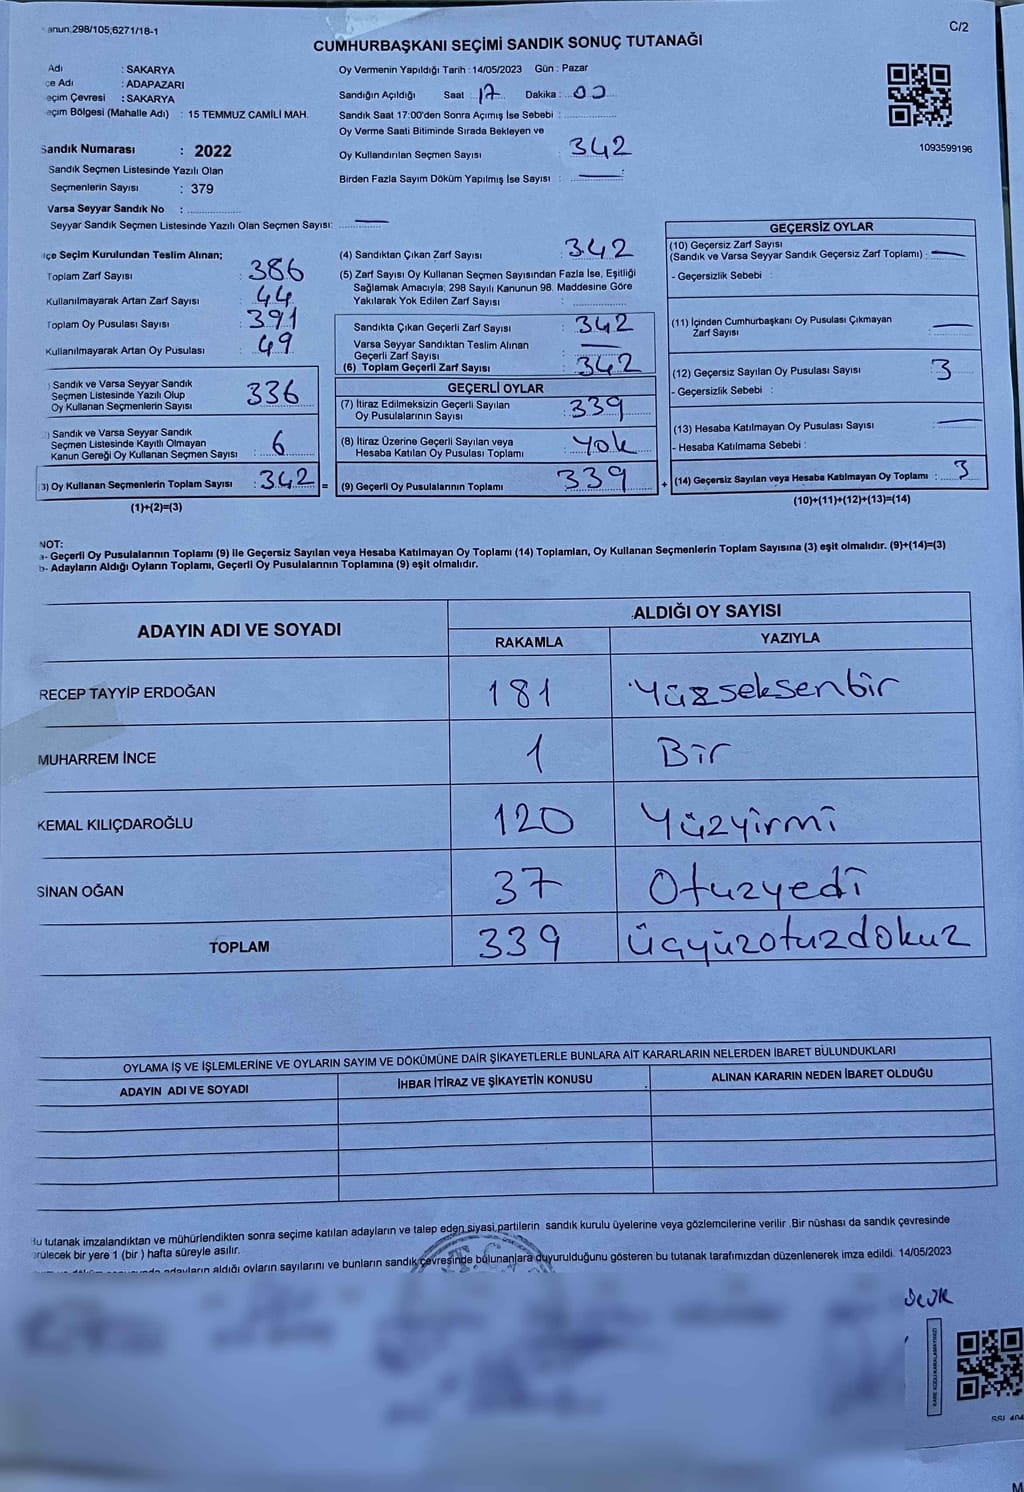 anun.298/105,6271/18-1
C/2
CUMHURBAŞKANI SEÇİMİ SANDIK SONUÇ TUTANAĞI
Adı : SAKARYA
çe Adı : ADAPAZARI
eçim Çevresi : SAKARYA
eçim Bölgesi (Mahalle Adı) : 15 TEMMUZ CAMİLİ MAH.
Sandık Numarası : 2022
Sandık Seçmen Listesinde Yazılı Olan
Seçmenlerin Sayısı : 379
Varsa Seyyar Sandık No :
Seyyar Sandık Seçmen Listesinde Yazılı Olan Seçmen Sayısı: —
Oy Vermenin Yapıldığı Tarih : 14/05/2023 Gün : Pazar
Sandığın Açıldığı Saat : 17 Dakika : 00
Sandık Saat 17:00'den Sonra Açımış İse Sebebi :
Oy Verme Saati Bitiminde Sırada Bekleyen ve
Oy Kullandırılan Seçmen Sayısı 342
Birden Fazla Sayım Döküm Yapılmış İse Sayısı : —
1093599196
lçe Seçim Kurulundan Teslim Alınan;
Toplam Zarf Sayısı : 386
Kullanılmayarak Artan Zarf Sayısı : 44
Toplam Oy Pusulası Sayısı : 391
Kullanılmayarak Artan Oy Pusulası : 49
) Sandık ve Varsa Seyyar Sandık
Seçmen Listesinde Yazılı Olup
Oy Kullanan Seçmenlerin Sayısı 336
) Sandık ve Varsa Seyyar Sandık
Seçmen Listesinde Kayıtlı Olmayan
Kanun Gereği Oy Kullanan Seçmen Sayısı : 6
3) Oy Kullanan Seçmenlerin Toplam Sayısı : 342 =
(1)+(2)=(3)
(4) Sandıktan Çıkan Zarf Sayısı : 342
(5) Zarf Sayısı Oy Kullanan Seçmen Sayısından Fazla İse, Eşitliği
Sağlamak Amacıyla; 298 Sayılı Kanunun 98. Maddesine Göre
Yakılarak Yok Edilen Zarf Sayısı :
Sandıkta Çıkan Geçerli Zarf Sayısı : 342
Varsa Seyyar Sandıktan Teslim Alınan
Geçerli Zarf Sayısı : —
(6) Toplam Geçerli Zarf Sayısı : 342
GEÇERLİ OYLAR
(7) İtiraz Edilmeksizin Geçerli Sayılan
Oy Pusulalarının Sayısı : 339
(8) İtiraz Üzerine Geçerli Sayılan veya
Hesaba Katılan Oy Pusulası Toplamı : Yok
(9) Geçerli Oy Pusulalarının Toplamı : 339 +
GEÇERSİZ OYLAR
(10) Geçersiz Zarf Sayısı
(Sandık ve Varsa Seyyar Sandık Geçersiz Zarf Toplamı) : —
- Geçersizlik Sebebi :
(11) İçinden Cumhurbaşkanı Oy Pusulası Çıkmayan
Zarf Sayısı —
(12) Geçersiz Sayılan Oy Pusulası Sayısı : 3
- Geçersizlik Sebebi :
(13) Hesaba Katılmayan Oy Pusulası Sayısı : —
- Hesaba Katılmama Sebebi :
(14) Geçersiz Sayılan veya Hesaba Katılmayan Oy Toplamı : 3
(10)+(11)+(12)+(13)=(14)
NOT:
a- Geçerli Oy Pusulalarının Toplamı (9) ile Geçersiz Sayılan veya Hesaba Katılmayan Oy Toplamı (14) Toplamları, Oy Kullanan Seçmenlerin Toplam Sayısına (3) eşit olmalıdır. (9)+(14)=(3)
b- Adayların Aldığı Oyların Toplamı, Geçerli Oy Pusulalarının Toplamına (9) eşit olmalıdır.
ADAYIN ADI VE SOYADI ALDIĞI OY SAYISI
RAKAMLA YAZIYLA
RECEP TAYYİP ERDOĞAN 181 Yüzseksenbir
MUHARREM İNCE 1 Bir
KEMAL KILIÇDAROĞLU 120 Yüzyirmi
SİNAN OĞAN 37 Otuzyedi
TOPLAM 339 üçyüzotuzdokuz
OYLAMA İŞ VE İŞLEMLERİNE VE OYLARIN SAYIM VE DÖKÜMÜNE DAİR ŞİKAYETLERLE BUNLARA AİT KARARLARIN NELERDEN İBARET BULUNDUKLARI
ADAYIN ADI VE SOYADI İHBAR İTİRAZ VE ŞİKAYETİN KONUSU ALINAN KARARIN NEDEN İBARET OLDUĞU
Bu tutanak imzalandıktan ve mühürlendikten sonra seçime katılan adayların ve talep eden siyasi partilerin sandık kurulu üyelerine veya gözlemcilerine verilir .Bir nüshası da sandık çevresinde
örülecek bir yere 1 (bir ) hafta süreyle asılır.
adayların aldığı oyların sayılarını ve bunların sandık çevresinde bulunanlara duyurulduğunu gösteren bu tutanak tarafımızdan düzenlenerek imza edildi. 14/05/2023
T.C.